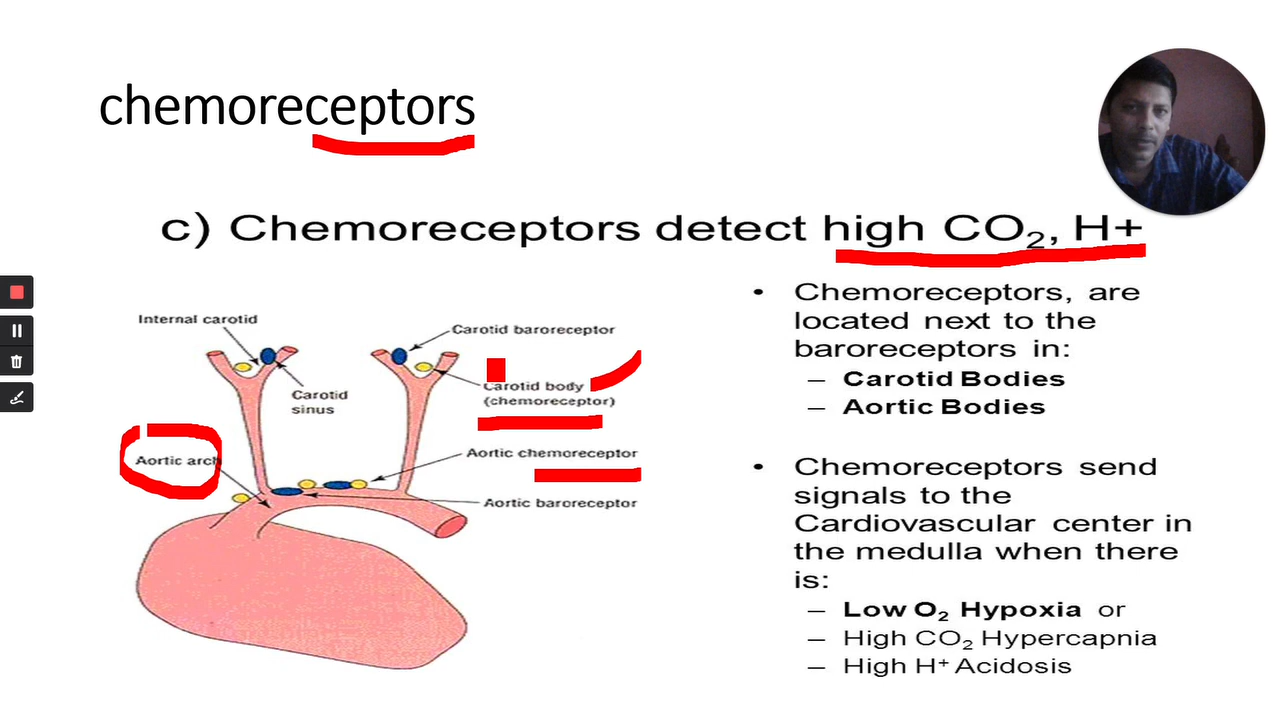 chemoreceptors
c) Chemoreceptors detect high CO₂, H+
Internal carotid
Carotid baroreceptor
Carotid sinus
Carotid body
(chemoreceptor)
Aortic arch
Aortic chemoreceptor
Aortic baroreceptor
• Chemoreceptors, are
located next to the
baroreceptors in:
– Carotid Bodies
– Aortic Bodies
• Chemoreceptors send
signals to the
Cardiovascular center in
the medulla when there
is:
– Low O₂ Hypoxia or
– High CO₂ Hypercapnia
– High H⁺ Acidosis